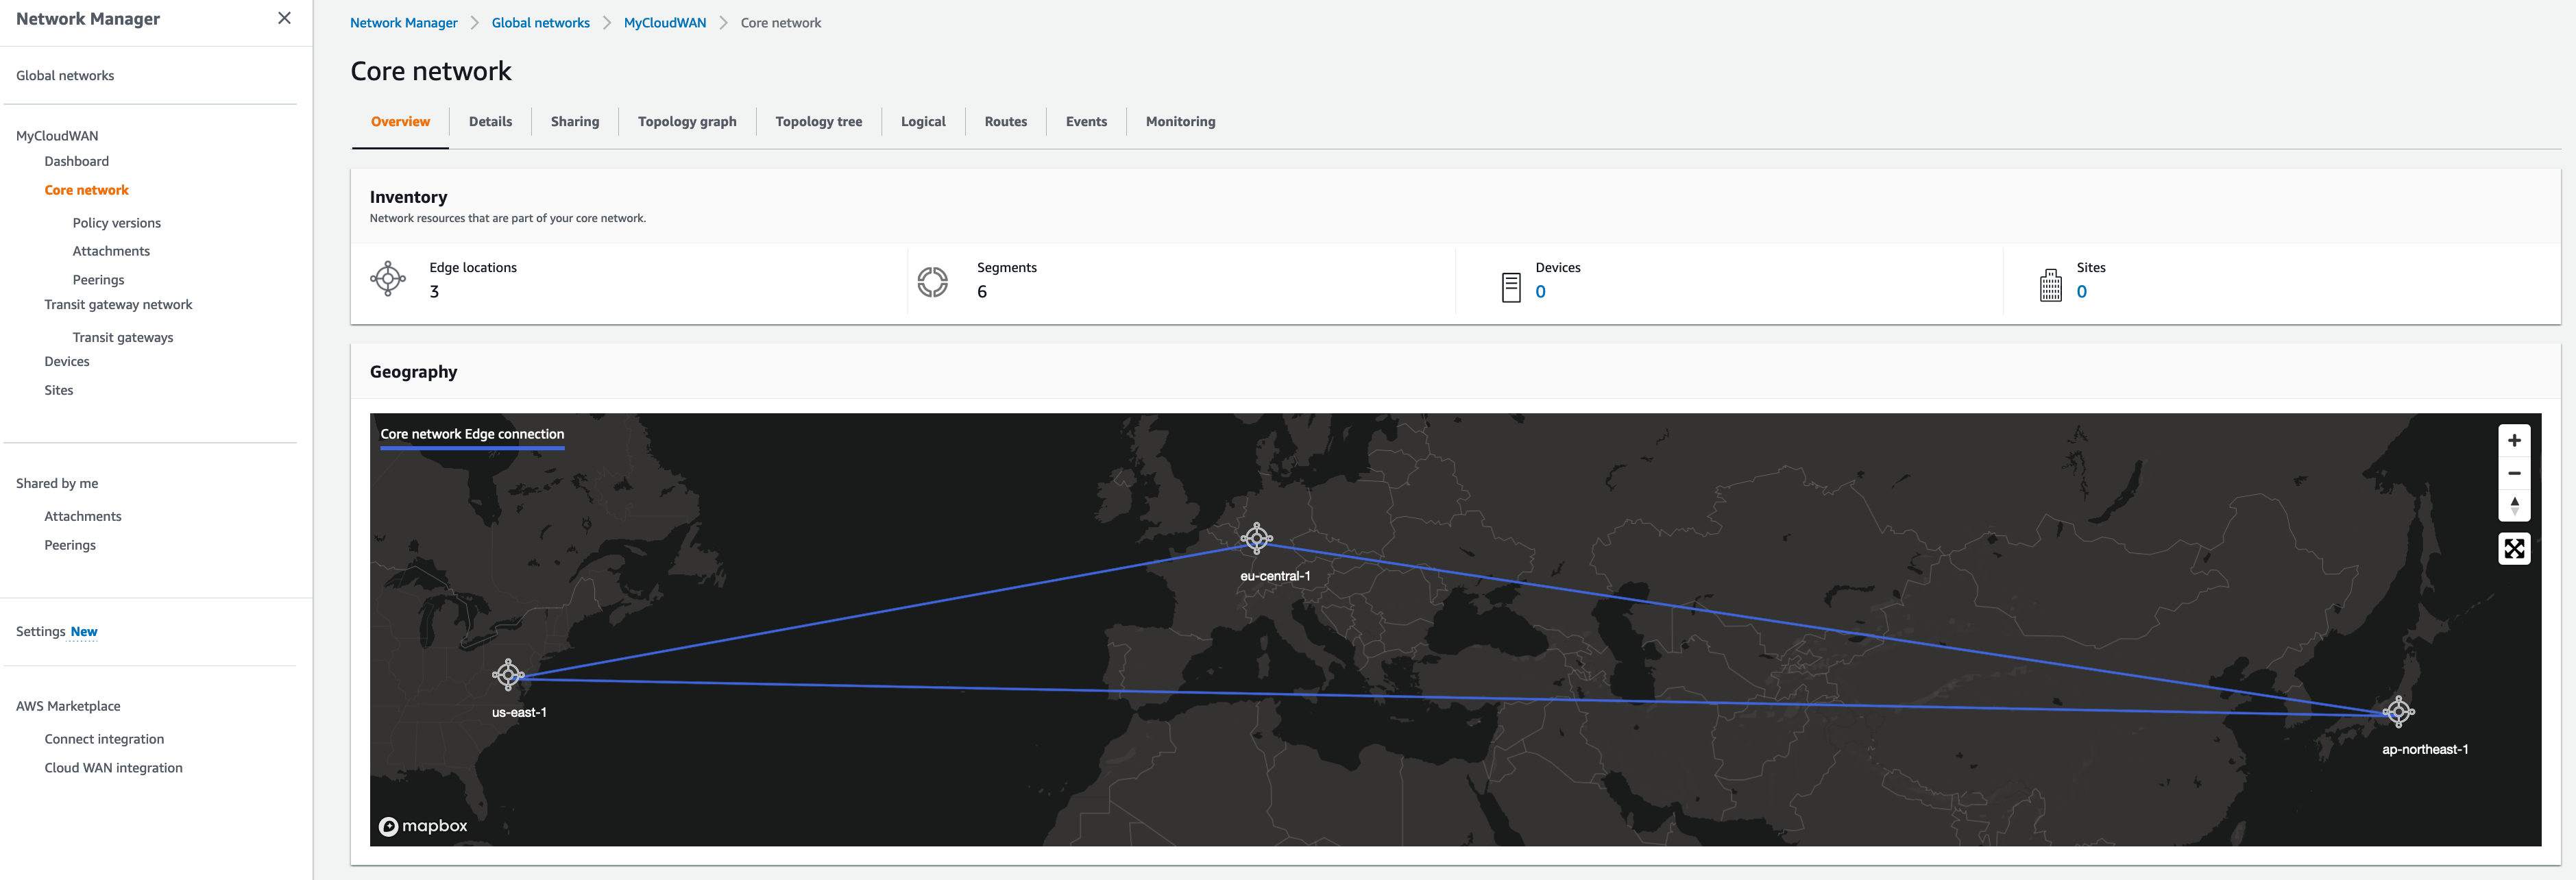 Network Manager
Global networks
MyCloudWAN
Dashboard
Core network
Policy versions
Attachments
Peerings
Transit gateway network
Transit gateways
Devices
Sites
Shared by me
Attachments
Peerings
Settings New
AWS Marketplace
Connect integration
Cloud WAN integration
Network Manager Global networks MyCloudWAN Core network
Core network
Overview Details Sharing Topology graph Topology tree Logical Routes Events Monitoring
Inventory
Network resources that are part of your core network.
Edge locations
3
Segments
6
Devices
0
Sites
0
Geography
Core network Edge connection
eu-central-1
us-east-1
ap-northeast-1
mapbox